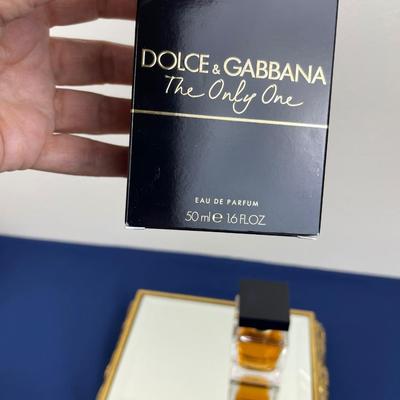 DOLCE & GABBANA
The Only One
EAU DE PARFUM
50 ml ℮ 1.6 FL.OZ.